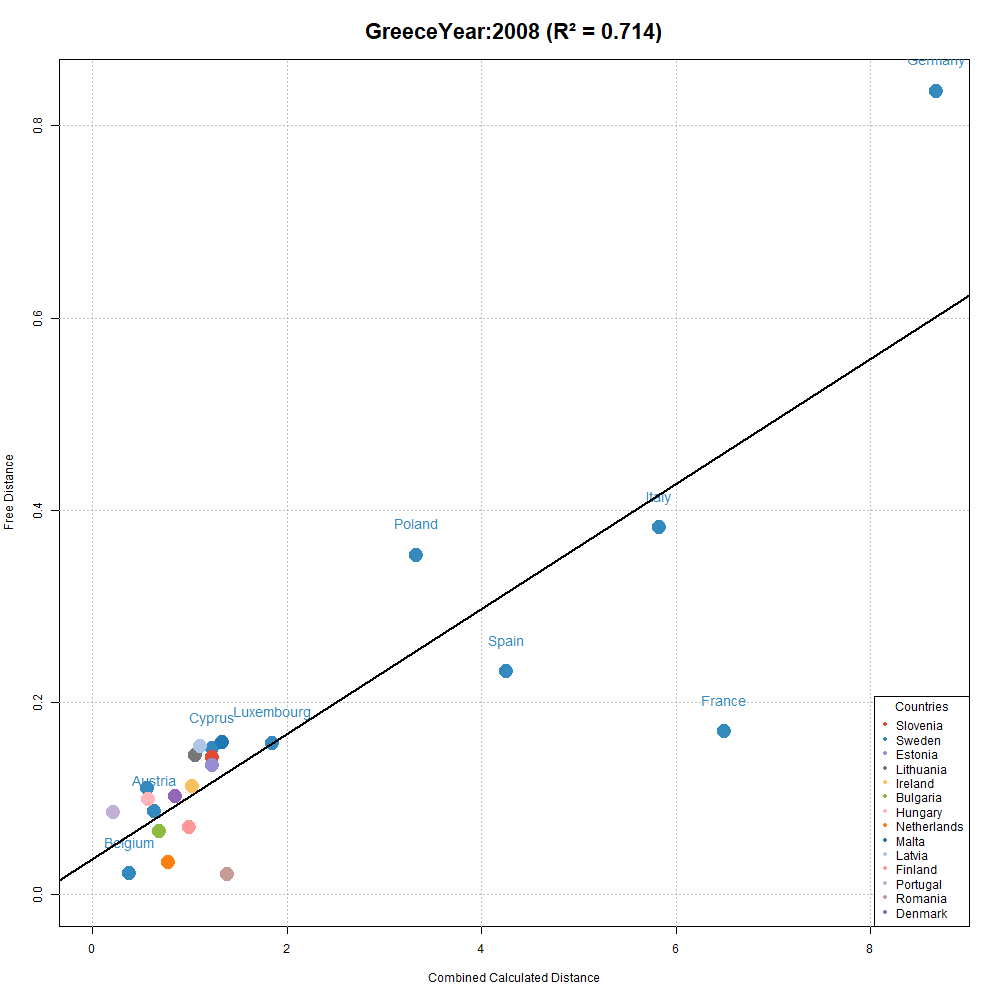 GreeceYear:2008 (R² = 0.714)
Germany
0.8
0.6
Free Distance
0.4
Italy
Poland
Spain
France
0.2
Cyprus
Luxembourg
Austria
Belgium
0.0
Countries
Slovenia
Sweden
Estonia
Lithuania
Ireland
Bulgaria
Hungary
Netherlands
Malta
Latvia
Finland
Portugal
Romania
Denmark
0 2 4 6 8
Combined Calculated Distance